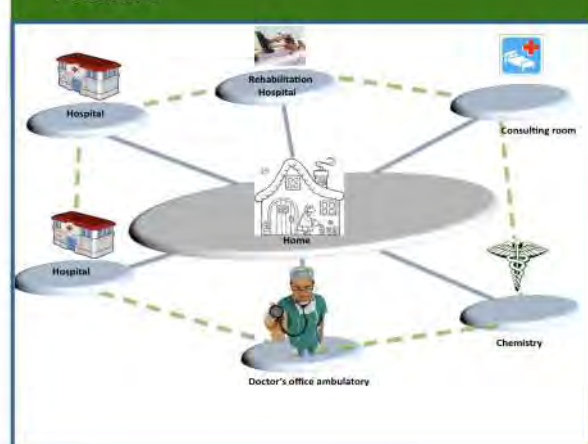 Rehabilitation
Hospital
Hospital
Consulting room
Home
Hospital
Chemistry
Doctor's office ambulatory